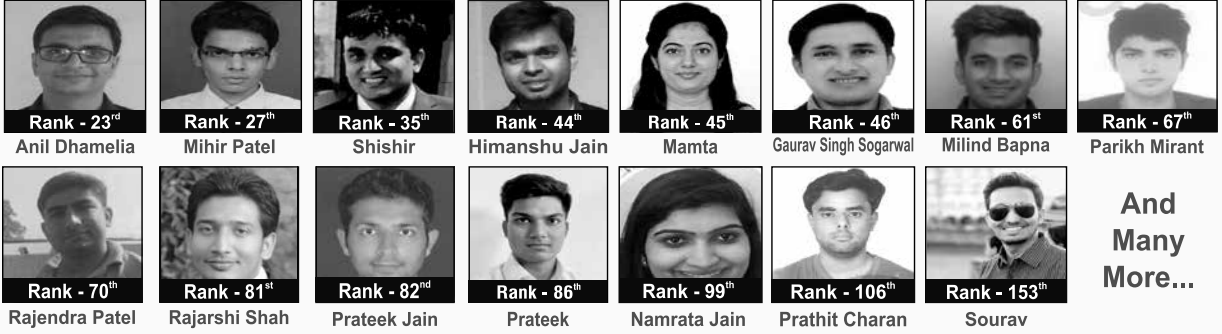 Rank - 23rd
Anil Dhamelia
Rank - 27th
Mihir Patel
Rank - 35th
Shishir
Rank - 44th
Himanshu Jain
Rank - 45th
Mamta
Rank - 46th
Gaurav Singh Sogarwal
Rank - 61st
Milind Bapna
Rank - 67th
Parikh Mirant
Rank - 70th
Rajendra Patel
Rank - 81st
Rajarshi Shah
Rank - 82nd
Prateek Jain
Rank - 86th
Prateek
Rank - 99th
Namrata Jain
Rank - 106th
Prathit Charan
Rank - 153th
Sourav
And
Many
More...